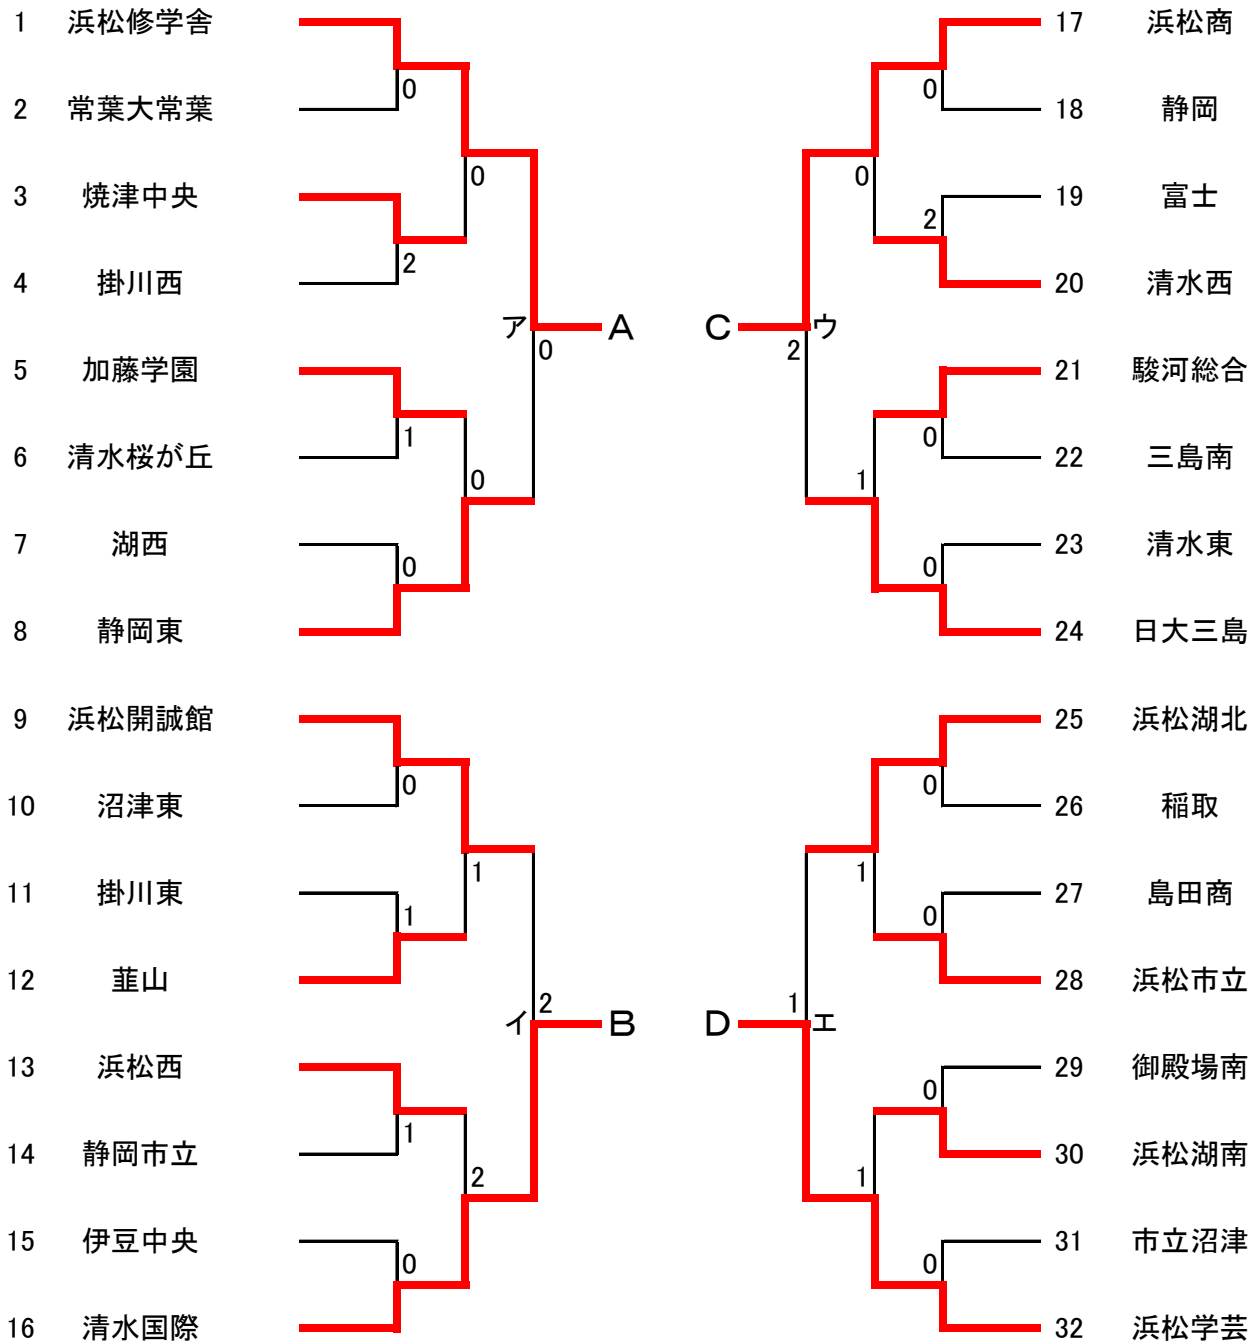 1 浜松修学舎
0
2 常葉大常葉
0
3 焼津中央
2
4 掛川西
ア A
0
5 加藤学園
1
6 清水桜が丘
0
7 湖西
0
8 静岡東
9 浜松開誠館
0
10 沼津東
1
11 掛川東
1
12 韮山
2
イ B
13 浜松西
1
14 静岡市立
2
15 伊豆中央
0
16 清水国際
17 浜松商
0
18 静岡
0
19 富士
2
20 清水西
C ウ
2
21 駿河総合
0
22 三島南
1
23 清水東
0
24 日大三島
25 浜松湖北
0
26 稲取
1
27 島田商
0
28 浜松市立
1
D エ
29 御殿場南
0
30 浜松湖南
1
31 市立沼津
0
32 浜松学芸